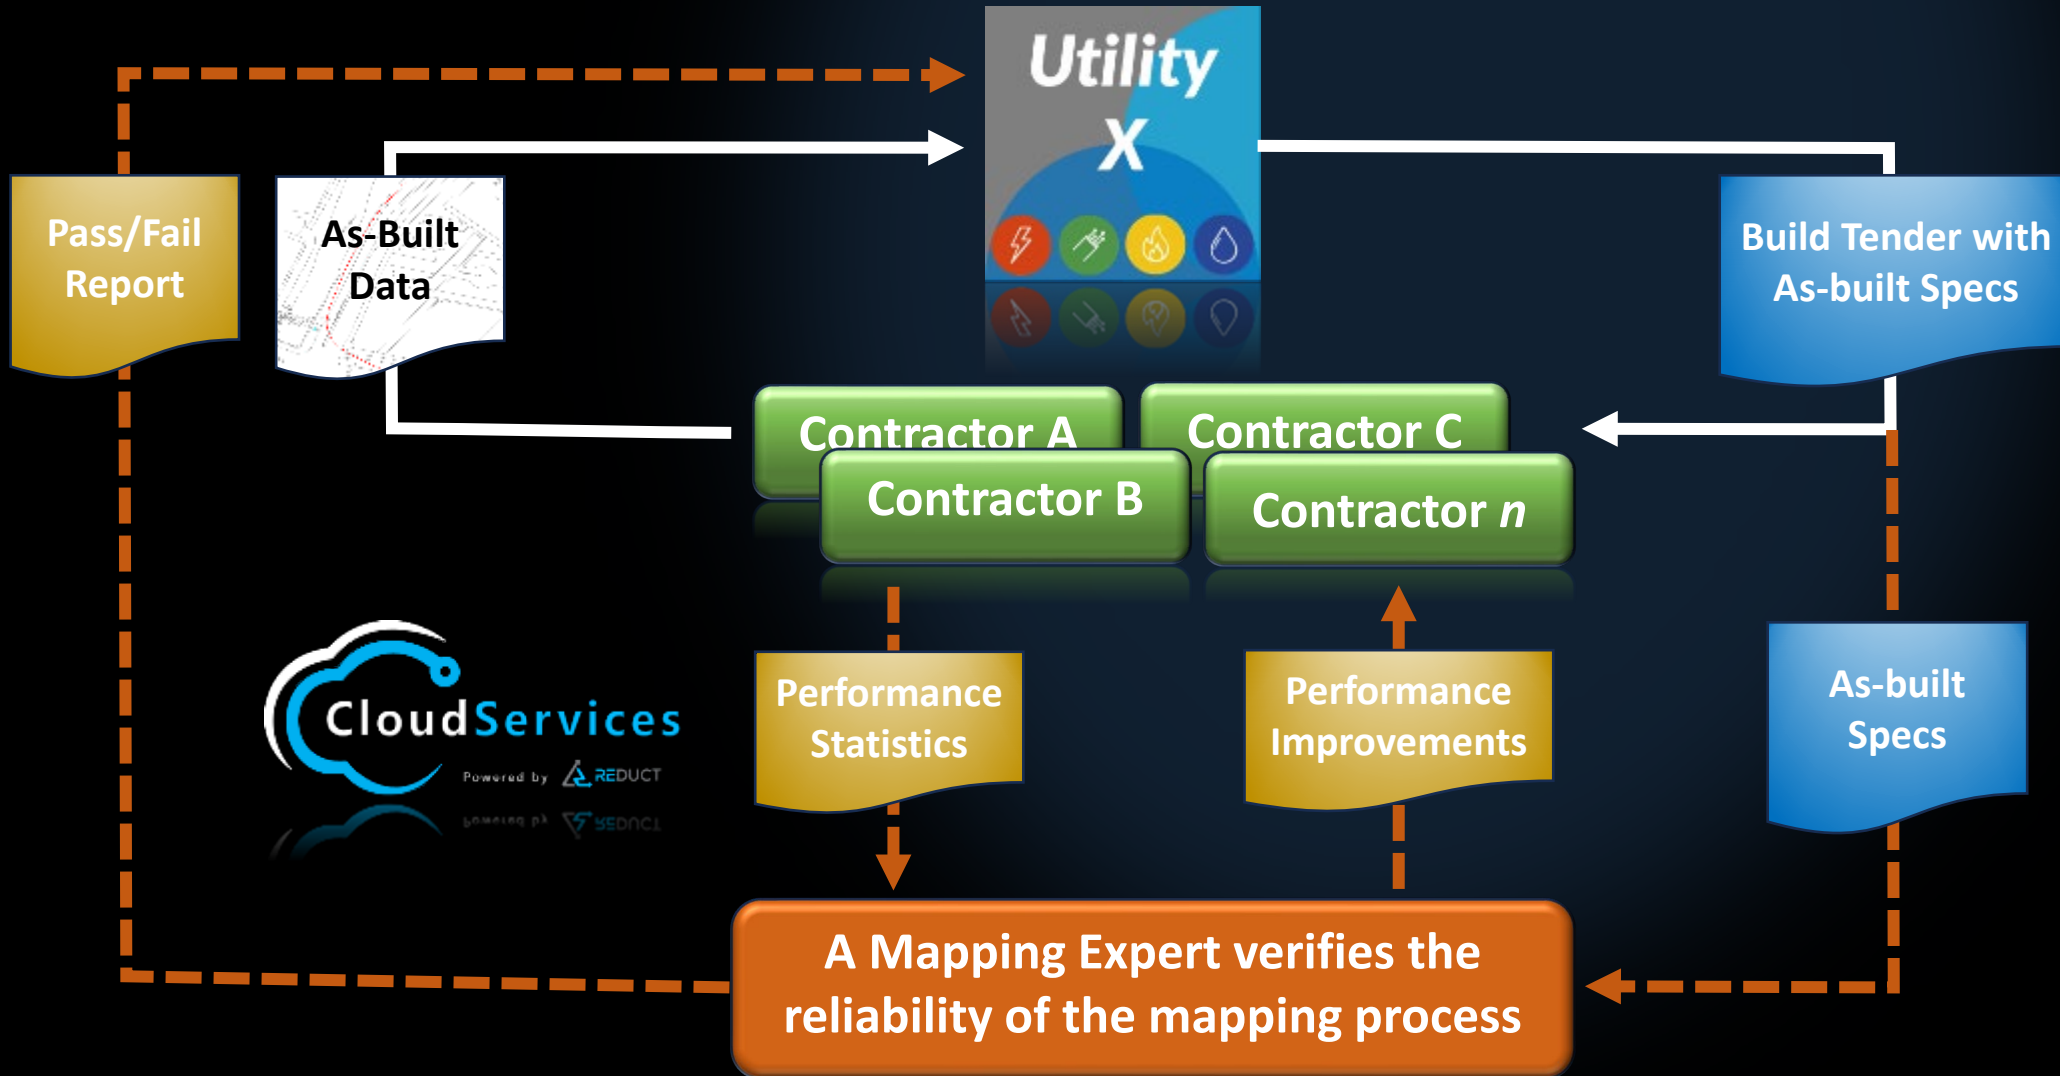 Utility
X
Pass/Fail
Report
As-Built
Data
Build Tender with
As-built Specs
Contractor A
Contractor C
Contractor B
Contractor n
CloudServices
Powered by REDUCT
Performance
Statistics
Performance
Improvements
As-built
Specs
A Mapping Expert verifies the
reliability of the mapping process